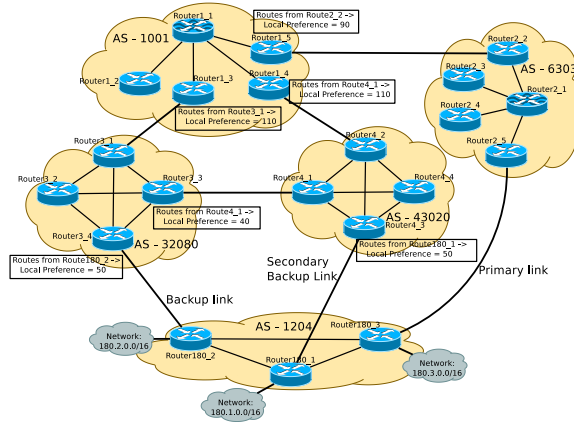 Router1_1
Routes from Route2_2 ->
Local Preference = 90
AS - 1001
Router1_5
Router2_2
Router2_3
AS - 6303
Router1_2
Router1_3
Router1_4
Routes from Route4_1 ->
Local Preference = 110
Router2_1
Router2_4
Routes from Route3_1 ->
Local Preference = 110
Router3_1
Router4_2
Router2_5
Router3_2
Router3_3
Router4_1
Router4_4
Routes from Route4_1 ->
Local Preference = 40
AS - 43020
Router4_3
Router3_4
AS - 32080
Routes from Route180_1 ->
Local Preference = 50
Routes from Route180_2 ->
Local Preference = 50
Secondary
Backup Link
Primary link
Backup link
AS - 1204
Router180_3
Network:
180.2.0.0/16
Router180_2
Router180_1
Network:
180.3.0.0/16
Network:
180.1.0.0/16